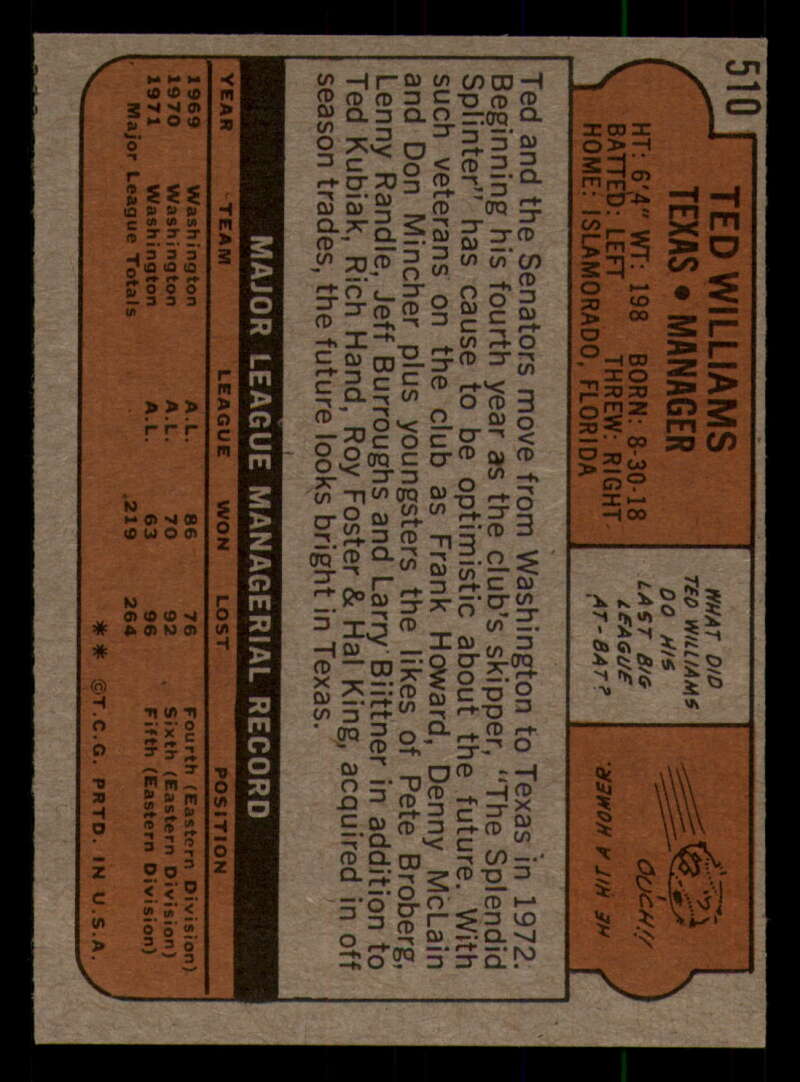 510
TED WILLIAMS
TEXAS • MANAGER
HT: 6'4" WT: 198 BORN: 8-30-18
BATTED: LEFT THREW: RIGHT
HOME: ISLAMORADO, FLORIDA
WHAT DID
TED WILLIAMS
DO HIS
LAST BIG
LEAGUE
AT-BAT?
OUCH!!
HE HIT A HOMER.
Ted and the Senators move from Washington to Texas in 1972.
Beginning his fourth year as the club's skipper, "The Splendid
Splinter" has cause to be optimistic about the future. With
such veterans on the club as Frank Howard, Denny McLain
and Don Mincher plus youngsters the likes of Pete Broberg,
Lenny Randle, Jeff Burroughs and Larry Biittner in addition to
Ted Kubiak, Rich Hand, Roy Foster & Hal King, acquired in off
season trades, the future looks bright in Texas.
MAJOR LEAGUE MANAGERIAL RECORD
YEAR TEAM LEAGUE WON LOST POSITION
1969 Washington A.L. 86 76 Fourth (Eastern Division)
1970 Washington A.L. 70 92 Sixth (Eastern Division)
1971 Washington A.L. 63 96 Fifth (Eastern Division)
Major League Totals 219 264
** ©T.C.G. PRTD. IN U.S.A.